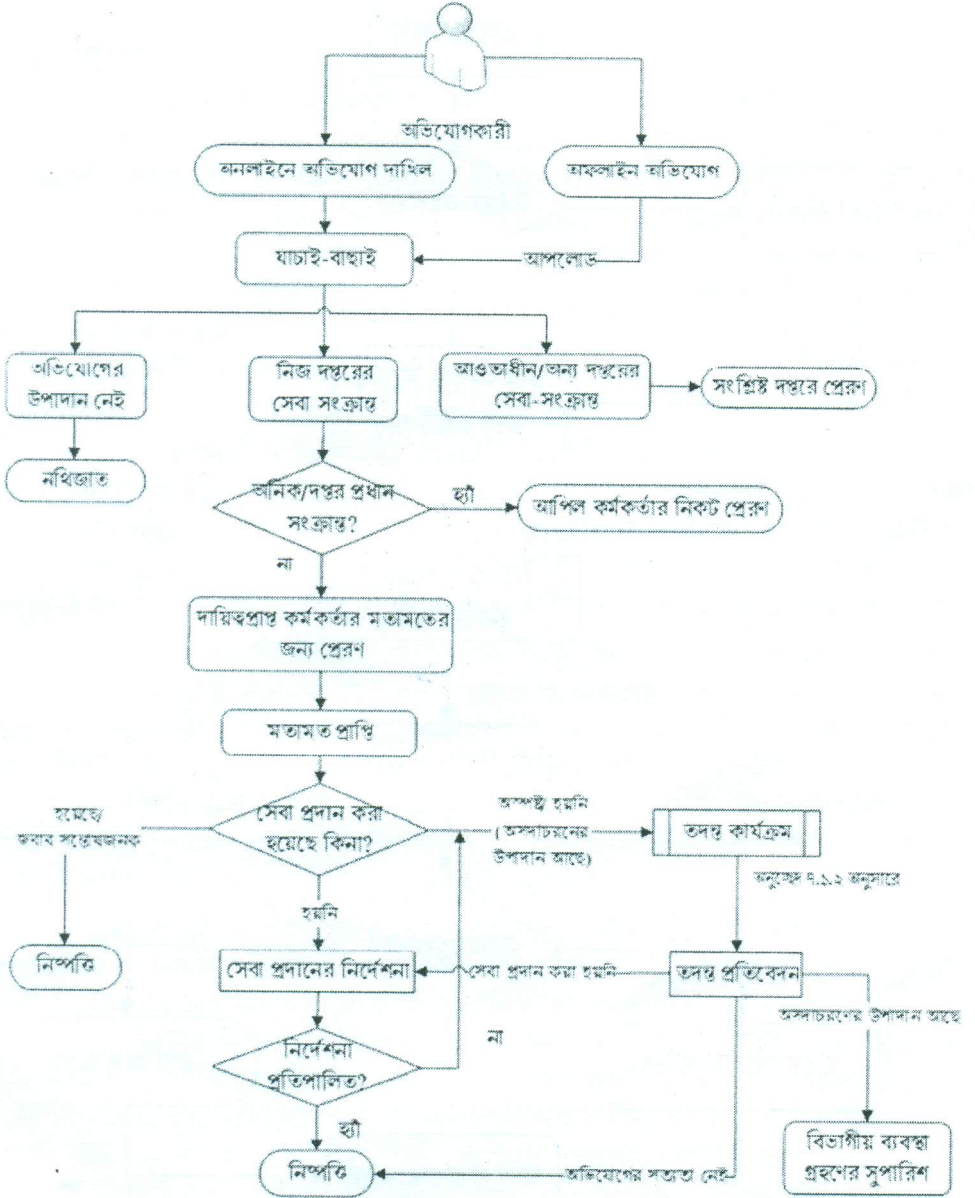 অভিযোগকারী
অনলাইনে অভিযোগ দাখিল
অফলাইন অভিযোগ
যাচাই-বাছাই
আপলোড
অভিযোগের
উপাদান নেই
নিজ দপ্তরের
সেবা সংক্রান্ত
আওতাধীন/অন্য দপ্তরের
সেবা-সংক্রান্ত
সংশ্লিষ্ট দপ্তরে প্রেরণ
নথিজাত
অনিক/দপ্তর প্রধান
সংক্রান্ত?
হ্যাঁ
আপিল কর্মকর্তার নিকট প্রেরণ
না
দায়িত্বপ্রাপ্ত কর্মকর্তার মতামতের
জন্য প্রেরণ
মতামত প্রাপ্তি
হয়েছে/
জবাব সন্তোষজনক
সেবা প্রদান করা
হয়েছে কিনা?
অস্পষ্ট/ হয়নি
(অসদাচরনের
উপাদান আছে)
তদন্ত কার্যক্রম
অনুচ্ছেদ ৭.৯.২ অনুসারে
হয়নি
নিষ্পত্তি
সেবা প্রদানের নির্দেশনা
সেবা প্রদান করা হয়নি
তদন্ত প্রতিবেদন
অসদাচরণের উপাদান আছে
না
নির্দেশনা
প্রতিপালিত?
হ্যাঁ
নিষ্পত্তি
অভিযোগের সত্যতা নেই
বিভাগীয় ব্যবস্থা
গ্রহণের সুপারিশ